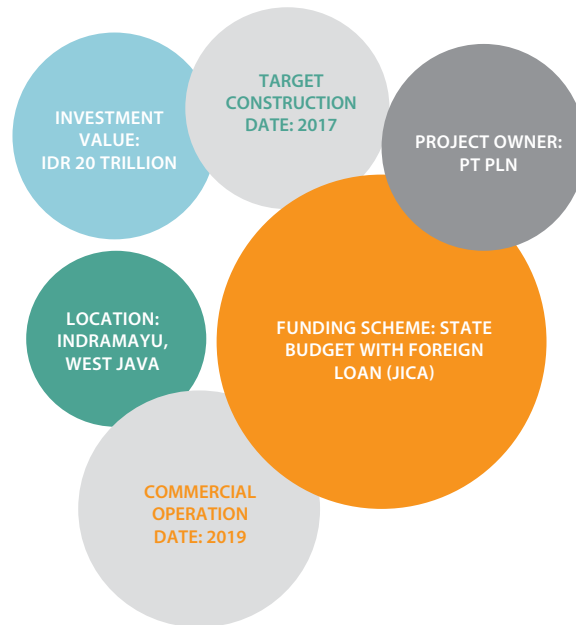 INVESTMENT
VALUE:
IDR 20 TRILLION
TARGET
CONSTRUCTION
DATE: 2017
PROJECT OWNER:
PT PLN
LOCATION:
INDRAMAYU,
WEST JAVA
FUNDING SCHEME: STATE
BUDGET WITH FOREIGN
LOAN (JICA)
COMMERCIAL
OPERATION
DATE: 2019